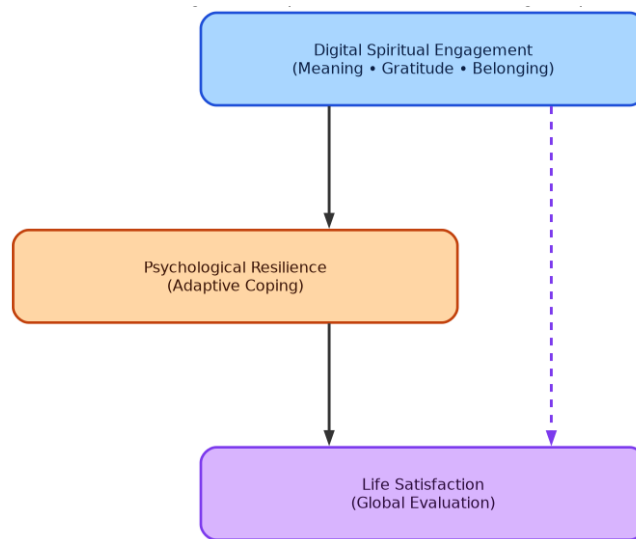 Digital Spiritual Engagement
(Meaning • Gratitude • Belonging)
Psychological Resilience
(Adaptive Coping)
Life Satisfaction
(Global Evaluation)